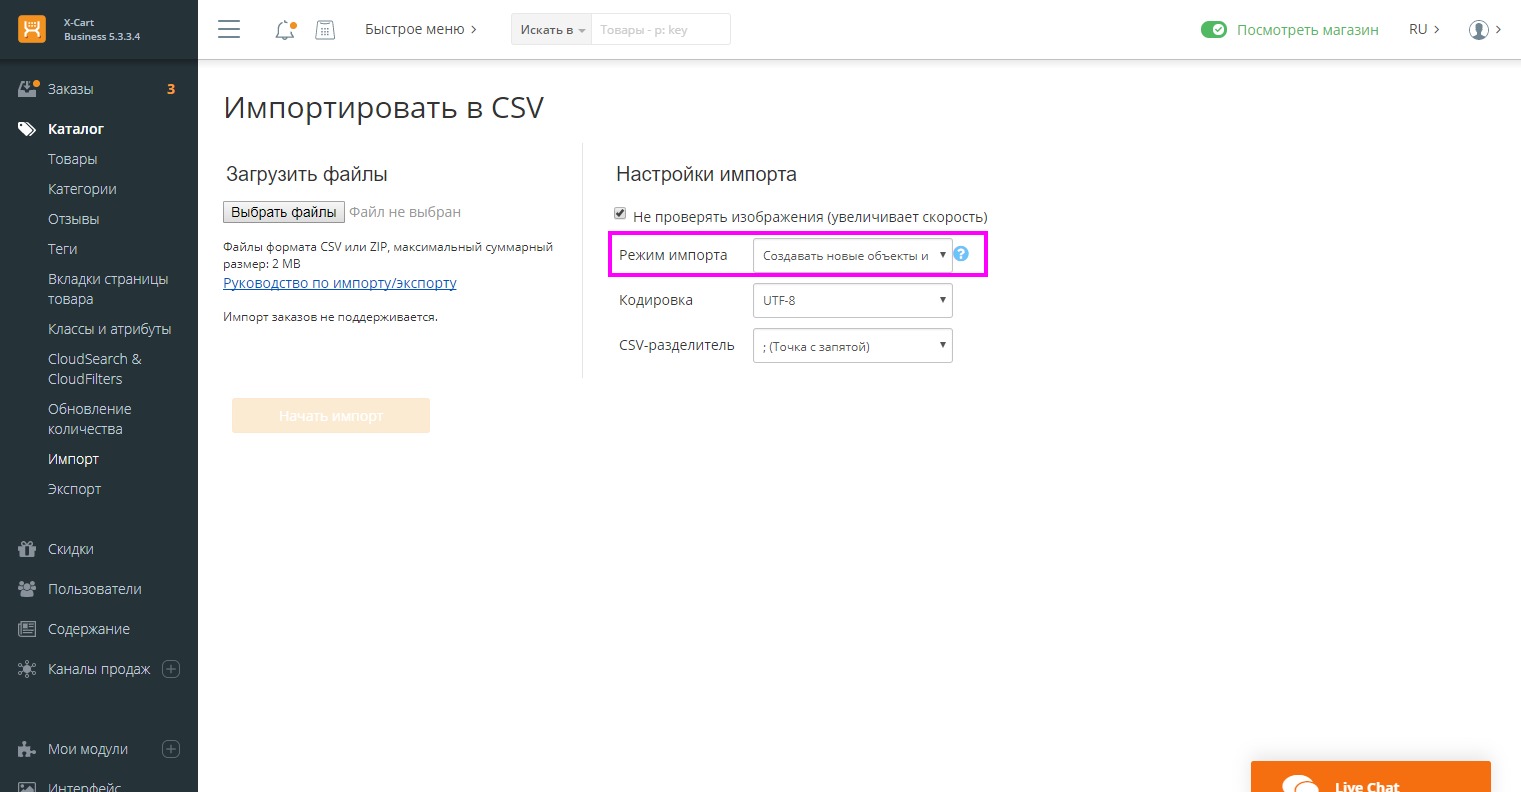 X-Cart
Business 5.3.3.4
Быстрое меню
Искать в
Товары - p: key
Посмотреть магазин
RU
Заказы
3
Каталог
Товары
Категории
Отзывы
Теги
Вкладки страницы
товара
Классы и атрибуты
CloudSearch &
CloudFilters
Обновление
количества
Импорт
Экспорт
Скидки
Пользователи
Содержание
Каналы продаж
Мои модули
Интерфейс
Импортировать в CSV
Загрузить файлы
Выбрать файлы Файл не выбран
Файлы формата CSV или ZIP, максимальный суммарный
размер: 2 MB
Руководство по импорту/экспорту
Импорт заказов не поддерживается.
Начать импорт
Настройки импорта
Не проверять изображения (увеличивает скорость)
Режим импорта Создавать новые объекты и ?
Кодировка UTF-8
CSV-разделитель ; (Точка с запятой)
Live Chat